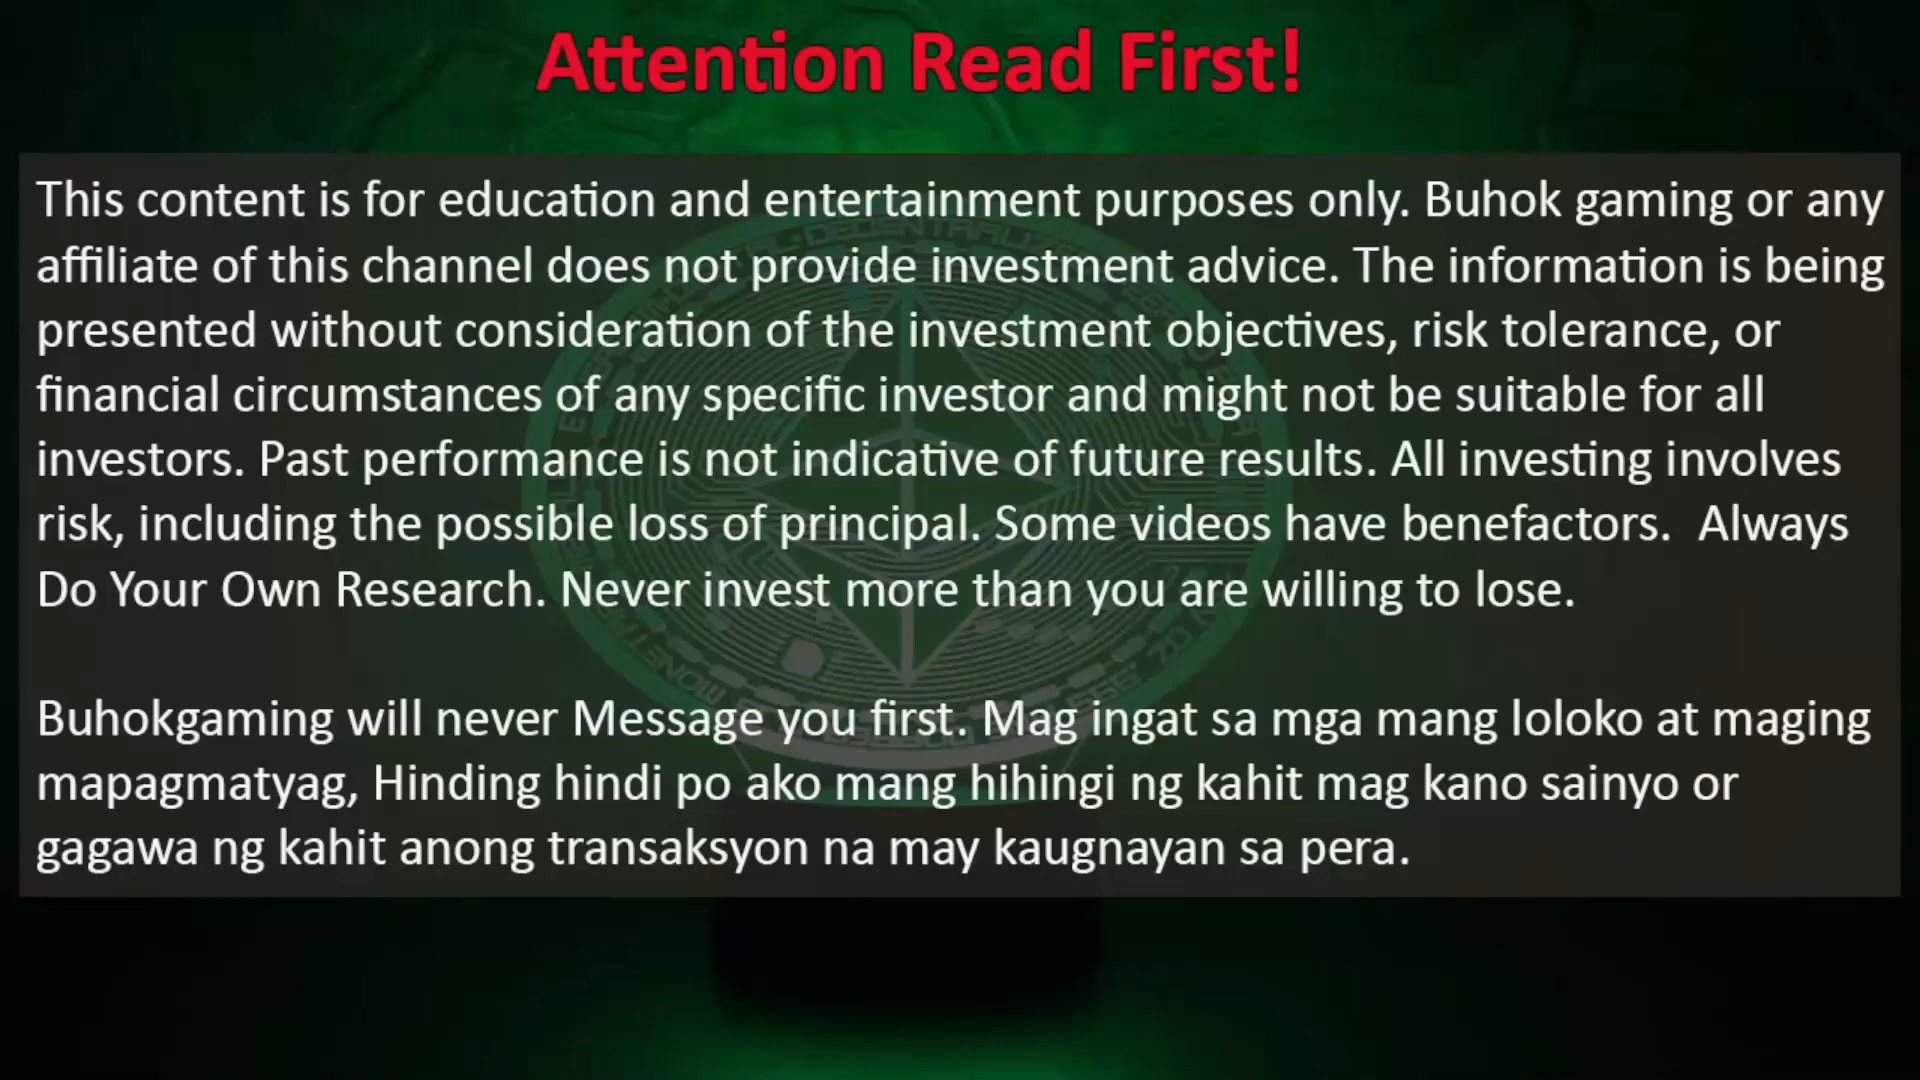 Attention Read First!
This content is for education and entertainment purposes only. Buhok gaming or any
affiliate of this channel does not provide investment advice. The information is being
presented without consideration of the investment objectives, risk tolerance, or
financial circumstances of any specific investor and might not be suitable for all
investors. Past performance is not indicative of future results. All investing involves
risk, including the possible loss of principal. Some videos have benefactors.  Always
Do Your Own Research. Never invest more than you are willing to lose.
Buhokgaming will never Message you first. Mag ingat sa mga mang loloko at maging
mapagmatyag, Hinding hindi po ako mang hihingi ng kahit mag kano sainyo or
gagawa ng kahit anong transaksyon na may kaugnayan sa pera.